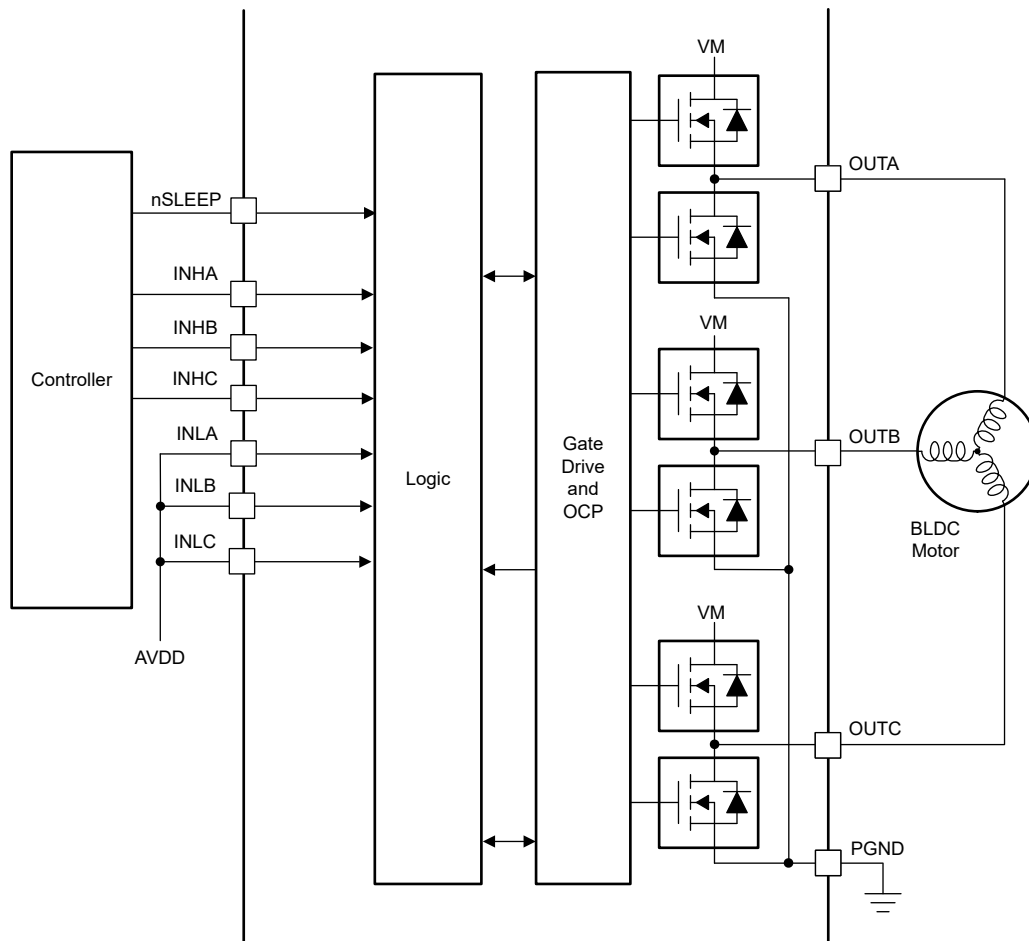 VM
OUTA
nSLEEP
INHA
INHB
INHC
Controller
INLA
INLB
INLC
AVDD
Logic
Gate
Drive
and
OCP
VM
OUTB
BLDC
Motor
VM
OUTC
PGND